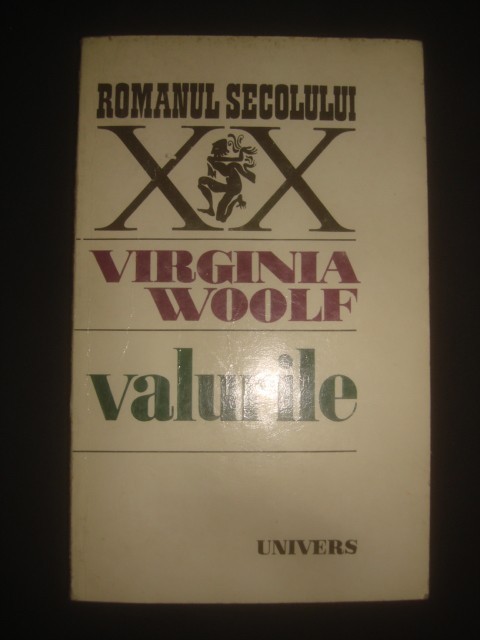 ROMANUL SECOLULUI
XX
VIRGINIA
WOOLF
valurile
UNIVERS